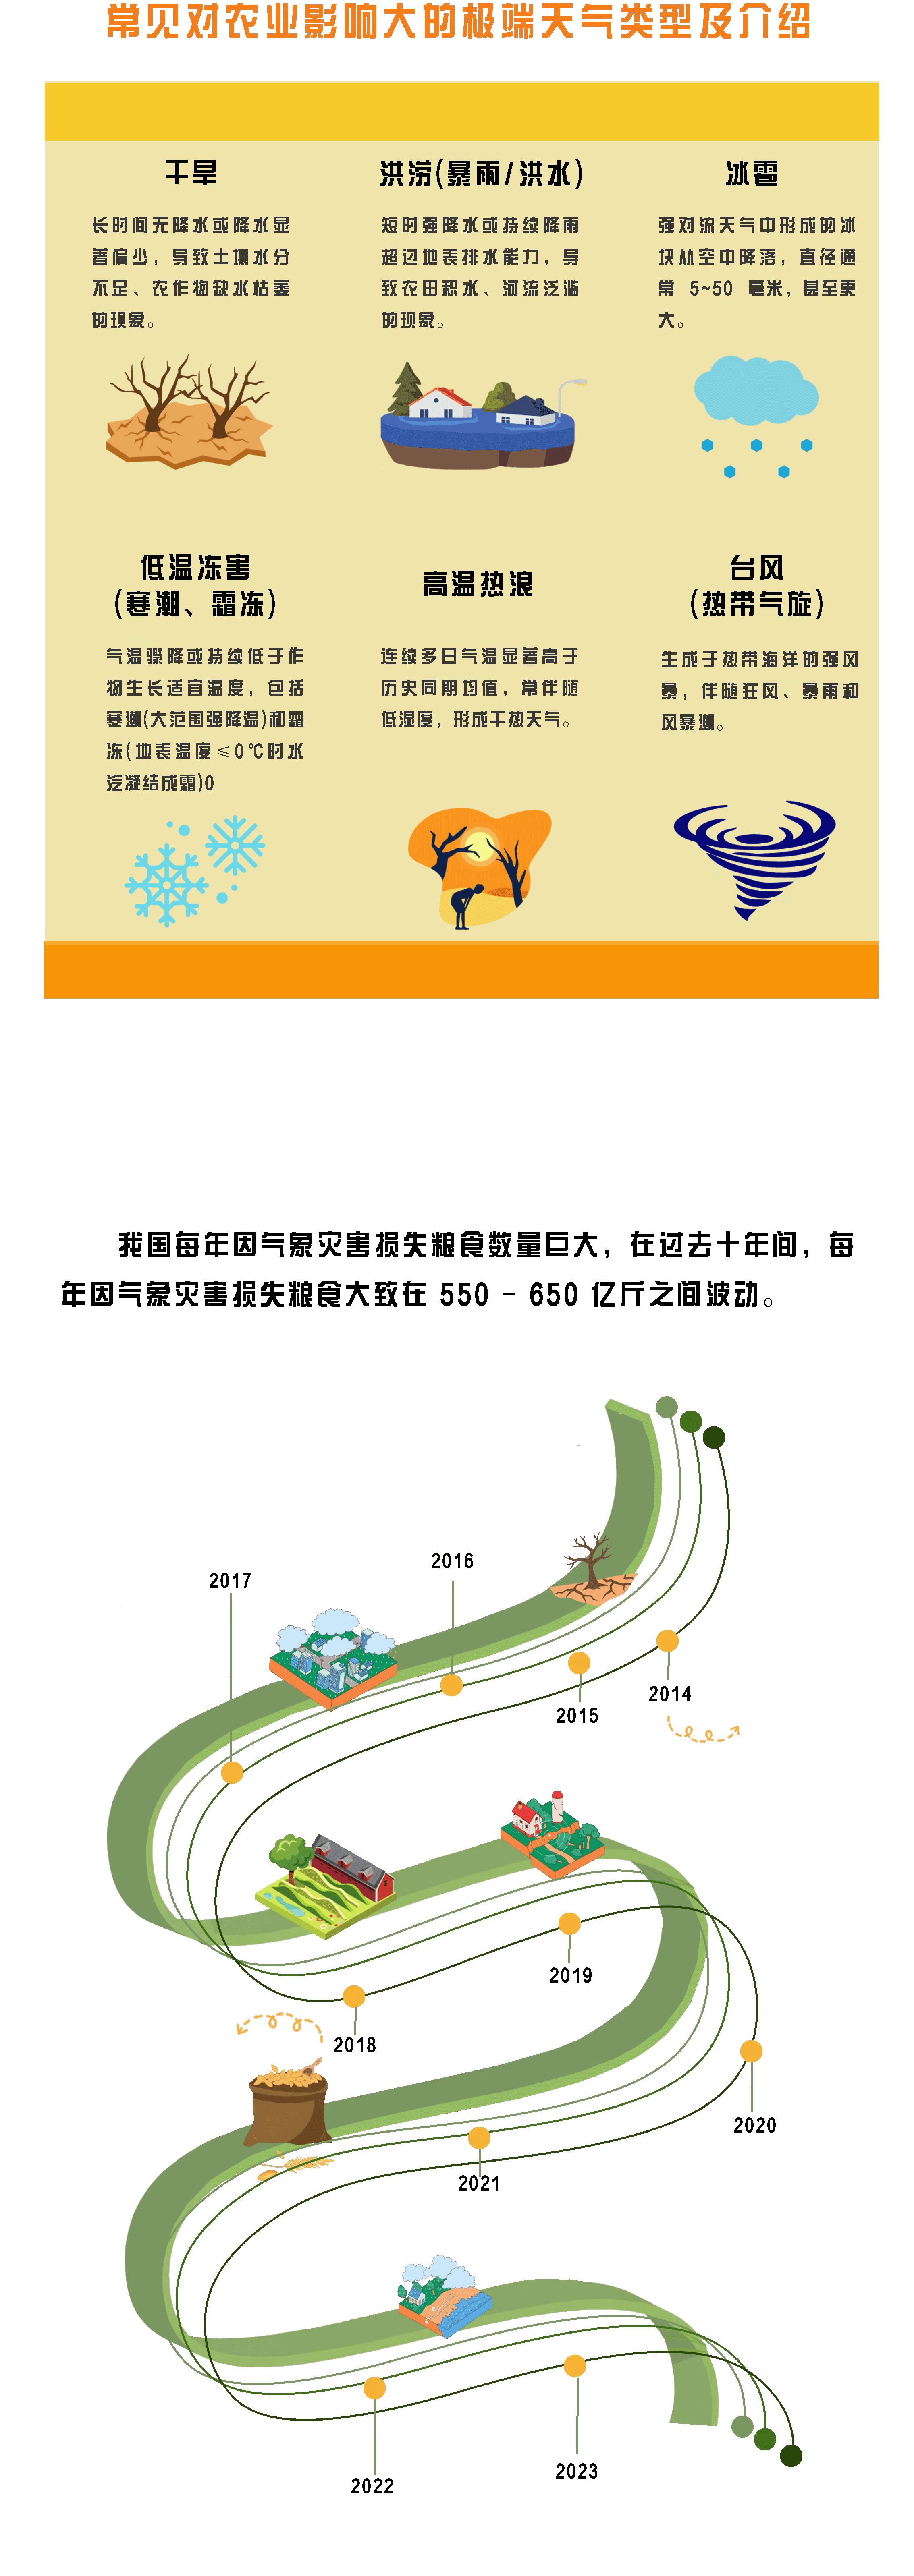 常见对农业影响大的极端天气类型及介绍
干旱
长时间无降水或降水显
著偏少，导致土壤水分
不足、农作物缺水枯萎
的现象。
洪涝(暴雨/洪水)
短时强降水或持续降雨
超过地表排水能力，导
致农田积水、河流泛滥
的现象。
冰雹
强对流天气中形成的冰
块从空中降落，直径通
常 5~50 毫米，甚至更
大。
低温冻害
(寒潮、霜冻)
气温骤降或持续低于作
物生长适宜温度，包括
寒潮(大范围强降温)和霜
冻(地表温度≤0℃时水
汽凝结成霜)0
高温热浪
连续多日气温显著高于
历史同期均值，常伴随
低湿度，形成干热天气。
台风
(热带气旋)
生成于热带海洋的强风
暴，伴随狂风、暴雨和
风暴潮。
我国每年因气象灾害损失粮食数量巨大，在过去十年间，每
年因气象灾害损失粮食大致在 550 - 650 亿斤之间波动。
2016
2017
2014
2015
2019
2018
2020
2021
2023
2022